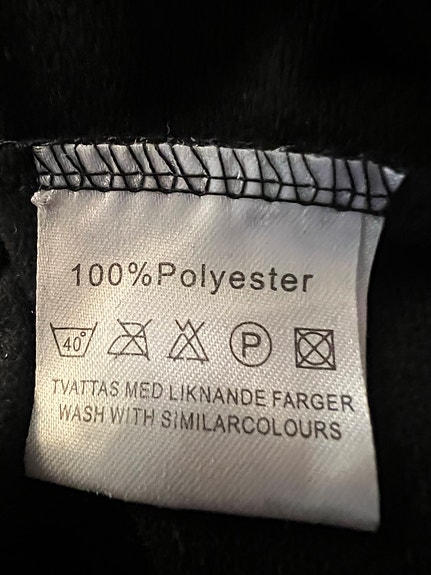 100%Polyester
40° P
TVATTAS MED LIKNANDE FARGER
WASH WITH SIMILARCOLOURS